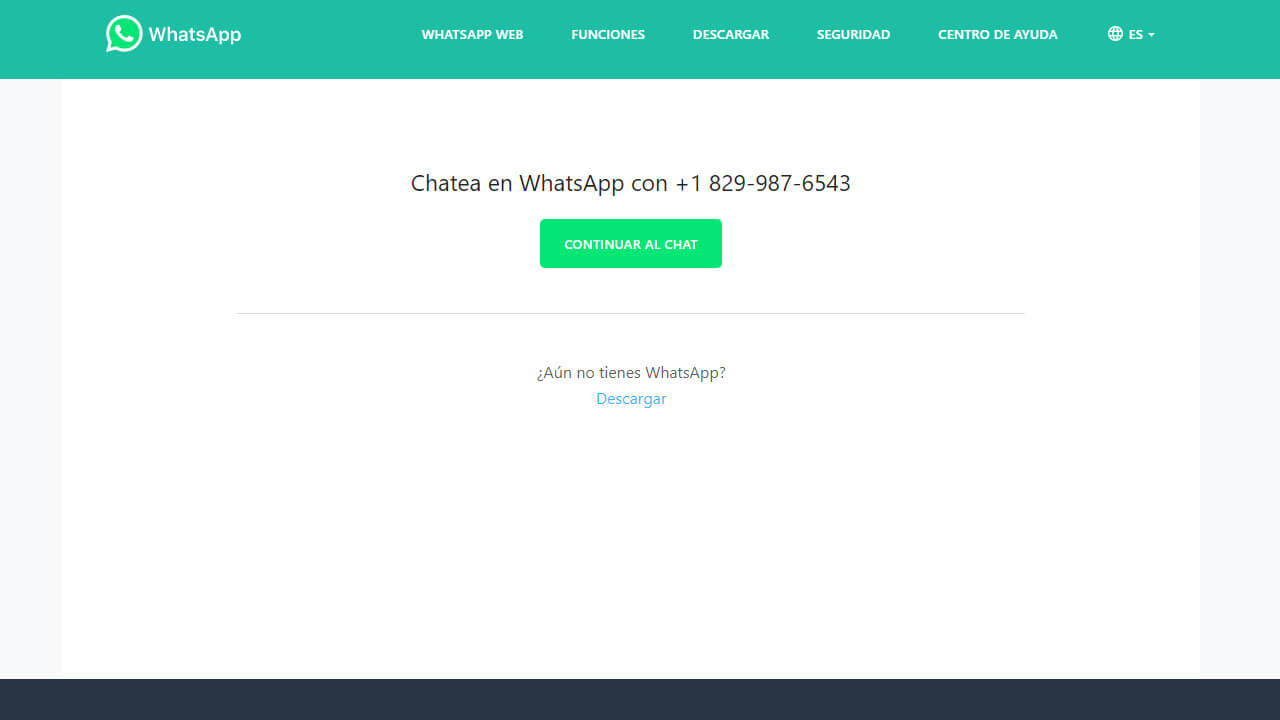 WhatsApp
WHATSAPP WEB FUNCIONES DESCARGAR SEGURIDAD CENTRO DE AYUDA ES
Chatea en WhatsApp con +1 829-987-6543
CONTINUAR AL CHAT
¿Aún no tienes WhatsApp?
Descargar